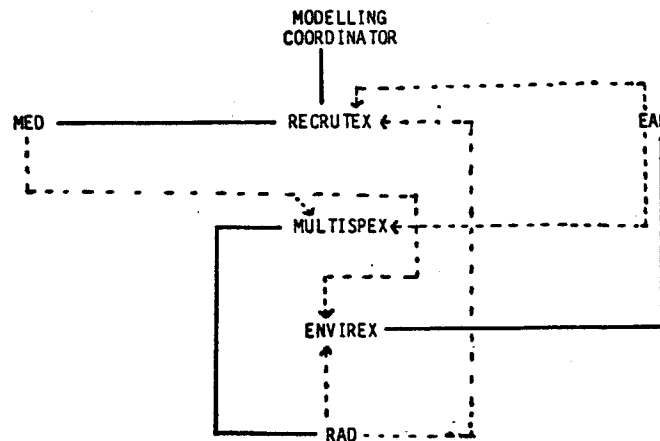 MODELLING
COORDINATOR
MED RECRUTEX
MULTISPEX
ENVIREX
RAD